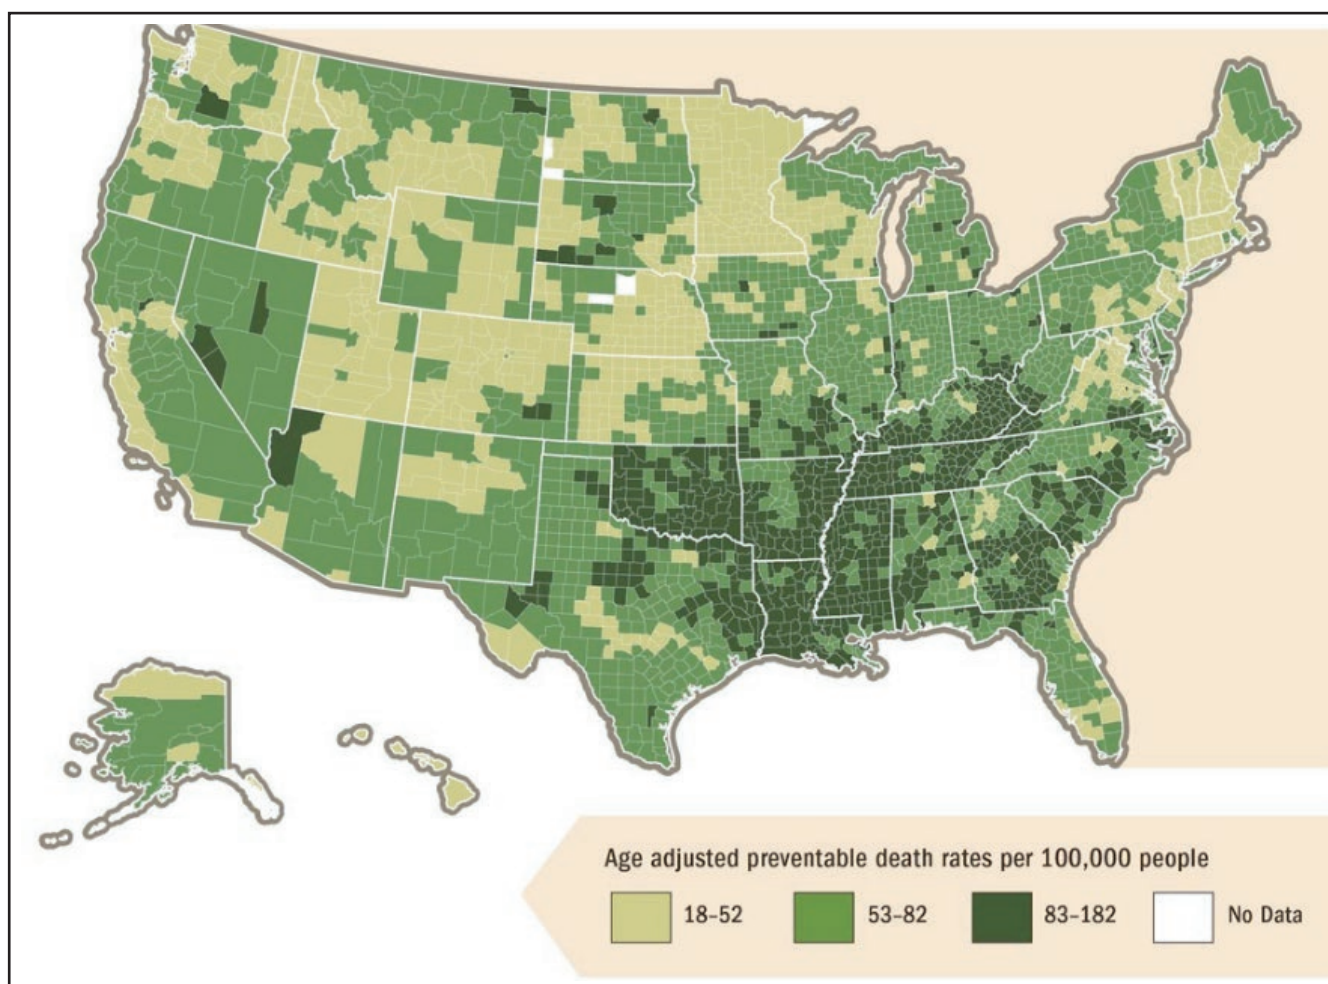 Age adjusted preventable death rates per 100,000 people
18–52 53–82 83–182 No Data